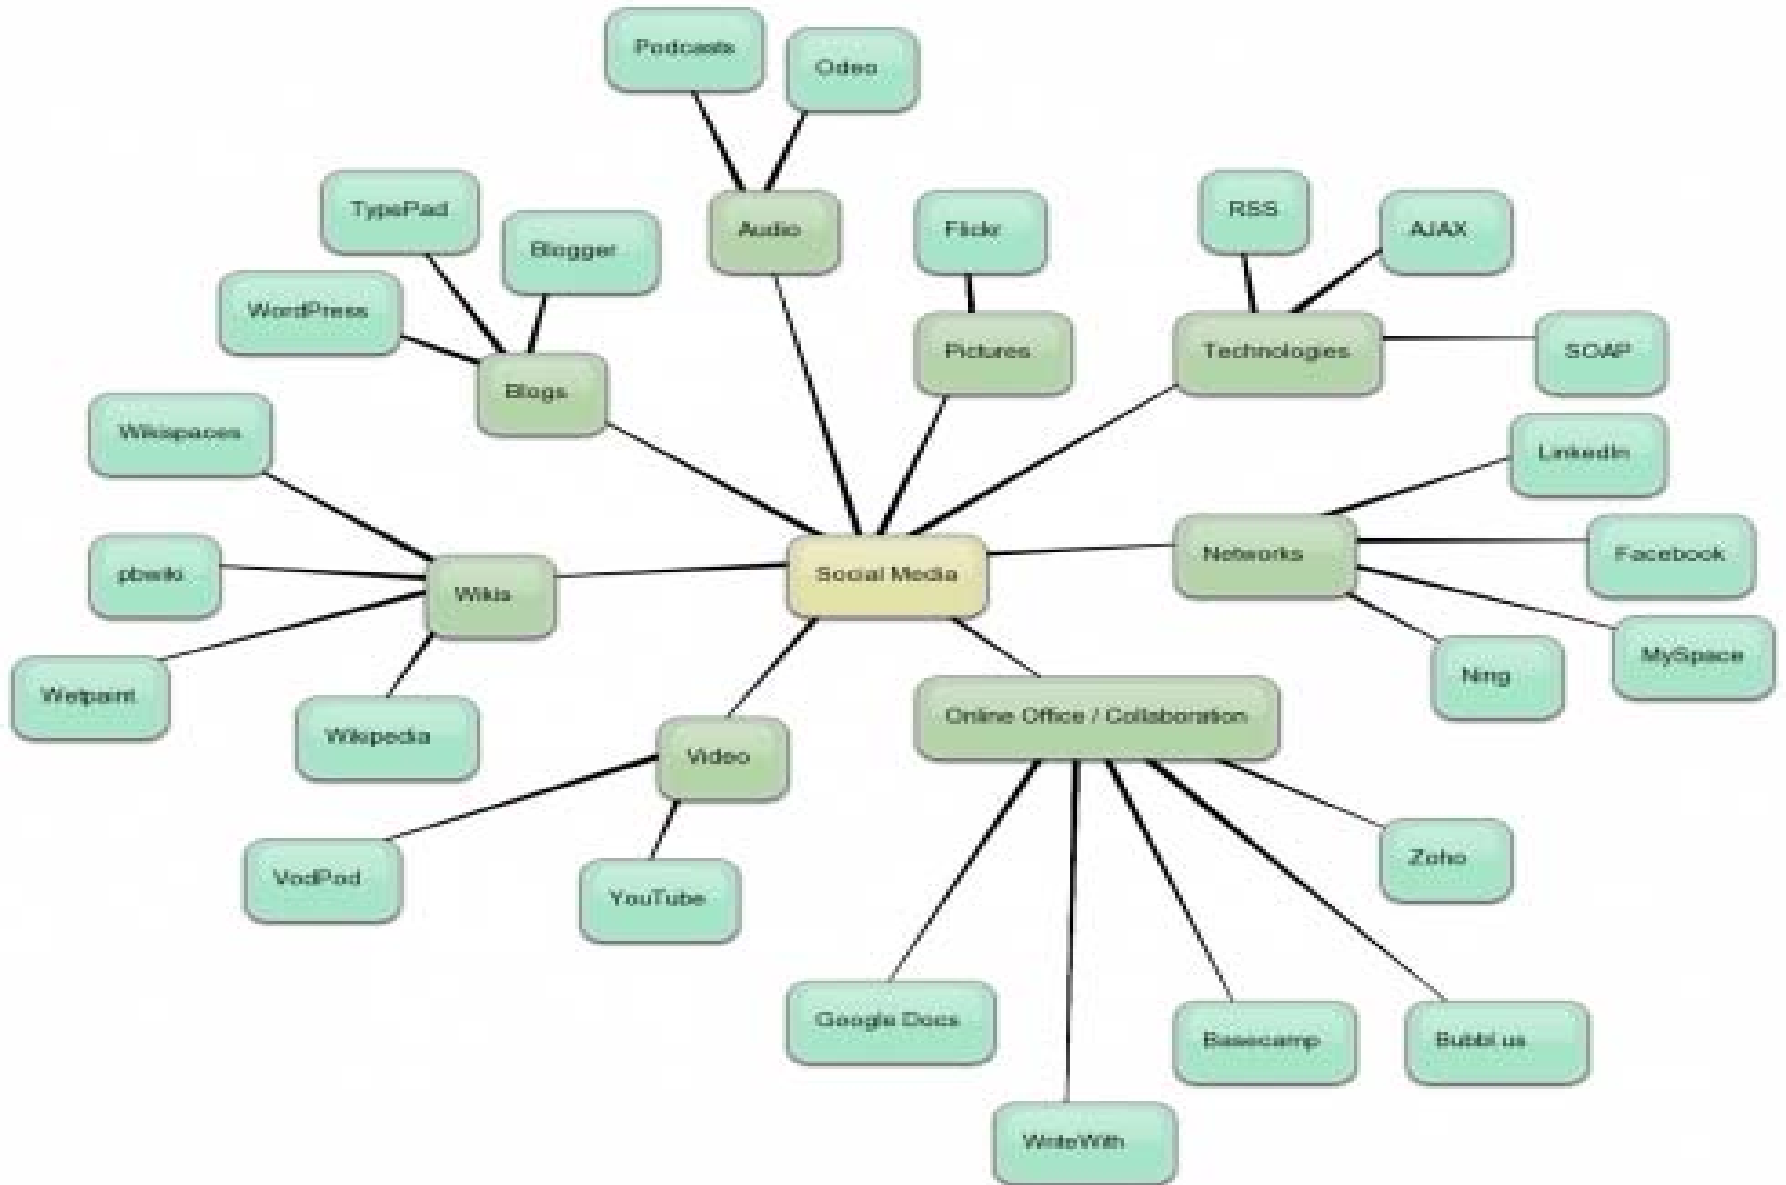 Podcasts
Odeo
TypePad
Blogger
Audio
Flickr
RSS
AJAX
WordPress
Blogs
Pictures
Technologies
SOAP
Wikispaces
LinkedIn
pbwiki
Wikis
Social Media
Networks
Facebook
Wetpaint
Wikipedia
Video
Online Office / Collaboration
Ning
MySpace
VodPod
YouTube
Zoho
Google Docs
Basecamp
Bubbl.us
WriteWith